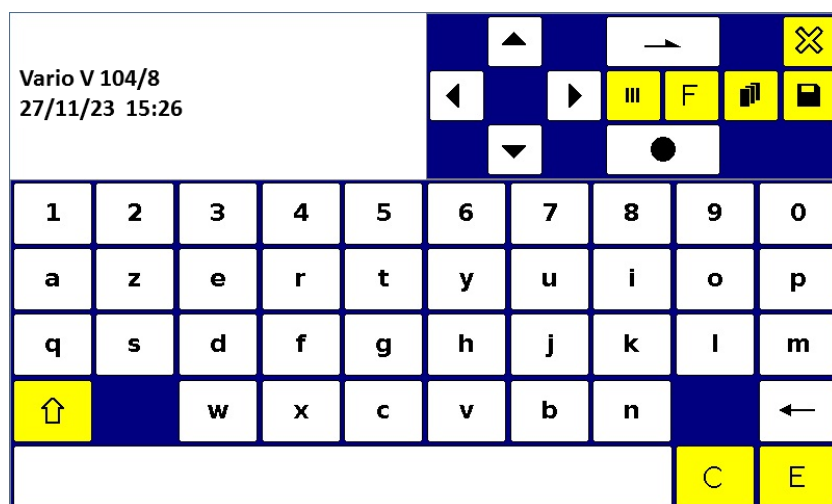 Vario V 104/8
27/11/23 15:26
F
1 2 3 4 5 6 7 8 9 0
a z e r t y u i o p
q s d f g h j k l m
w x c v b n
C E